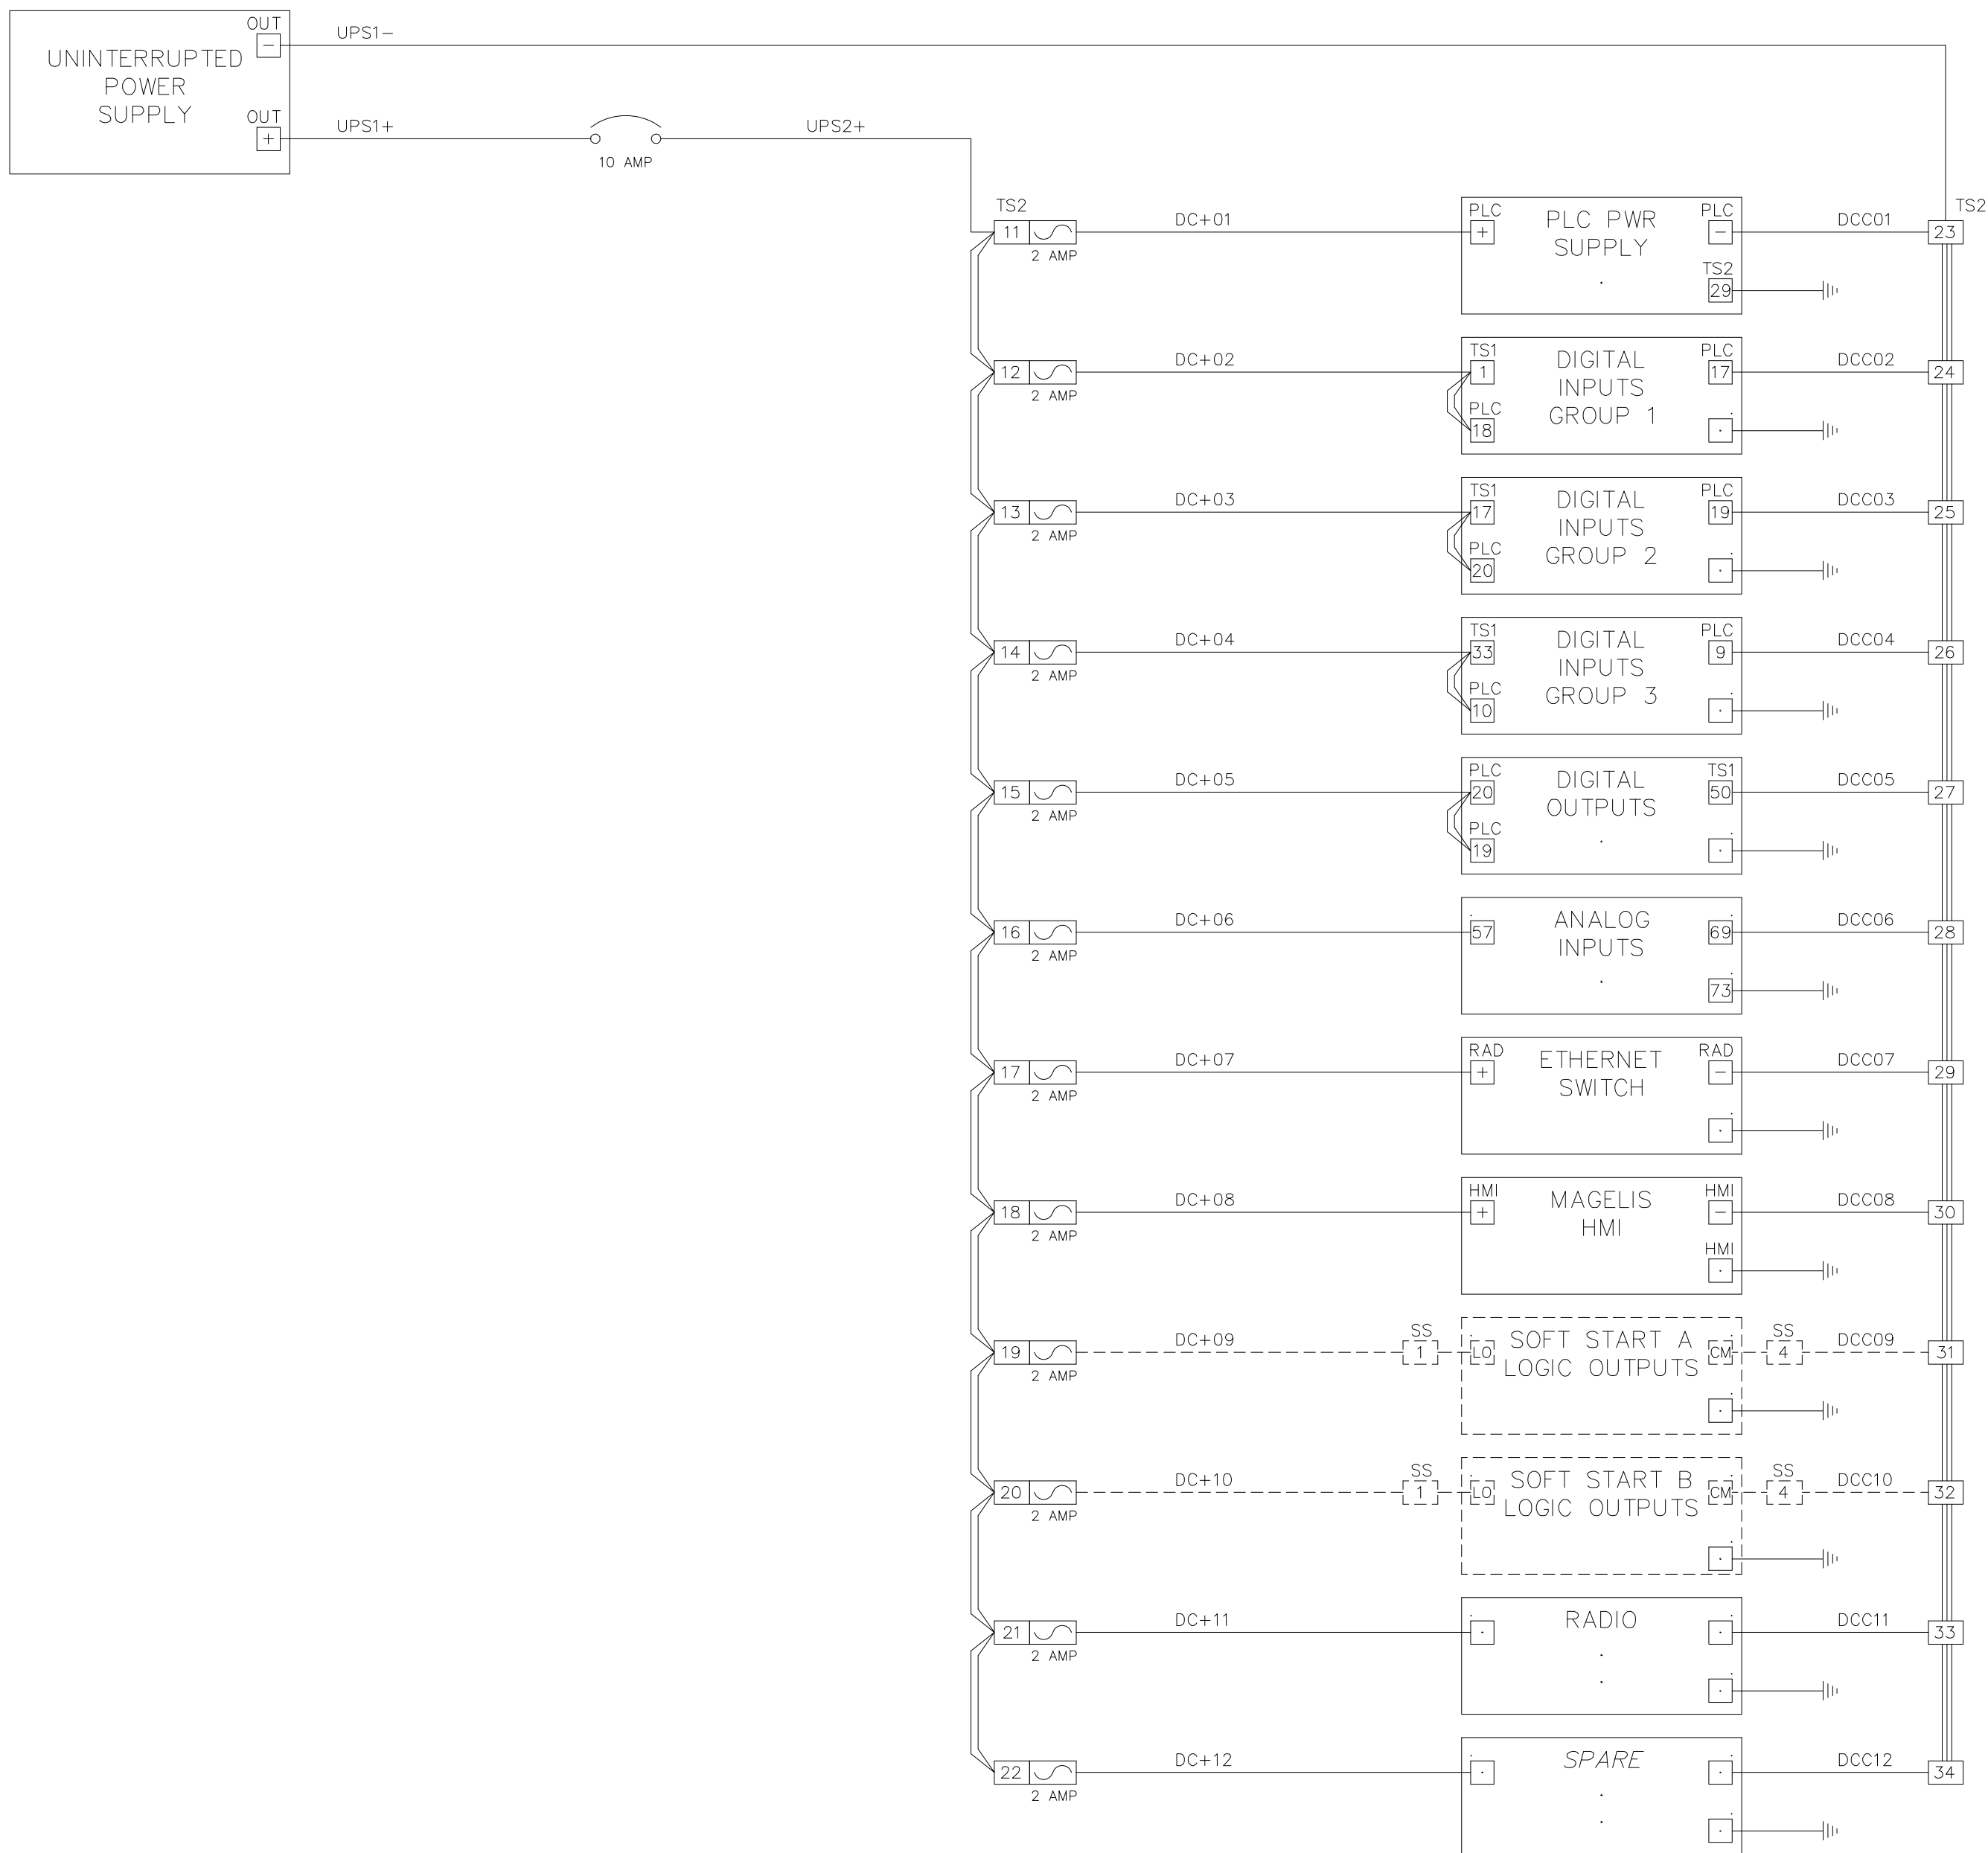 OUT
UPS1-
−
UNINTERRUPTED
POWER
SUPPLY
OUT
UPS1+
UPS2+
+
10 AMP
TS2
11
2 AMP
DC+01
PLC
+
PLC PWR
SUPPLY
.
PLC
−
DCC01
TS2
23
TS2
29
12
2 AMP
DC+02
TS1
1
PLC
18
DIGITAL
INPUTS
GROUP 1
PLC
17
DCC02
24
13
2 AMP
DC+03
TS1
17
PLC
20
DIGITAL
INPUTS
GROUP 2
PLC
19
DCC03
25
14
2 AMP
DC+04
TS1
33
PLC
10
DIGITAL
INPUTS
GROUP 3
PLC
9
DCC04
26
15
2 AMP
DC+05
PLC
20
PLC
19
DIGITAL
OUTPUTS
.
TS1
50
DCC05
27
16
2 AMP
DC+06
57
ANALOG
INPUTS
.
69
DCC06
28
73
17
2 AMP
DC+07
RAD
+
ETHERNET
SWITCH
RAD
−
DCC07
29
18
2 AMP
DC+08
HMI
+
MAGELIS
HMI
HMI
−
DCC08
30
HMI
19
2 AMP
DC+09
SS
1
LO
SOFT START A
LOGIC OUTPUTS
CM
SS
4
DCC09
31
20
2 AMP
DC+10
SS
1
LO
SOFT START B
LOGIC OUTPUTS
CM
SS
4
DCC10
32
21
2 AMP
DC+11
RADIO
.
.
DCC11
33
22
2 AMP
DC+12
SPARE
.
.
DCC12
34